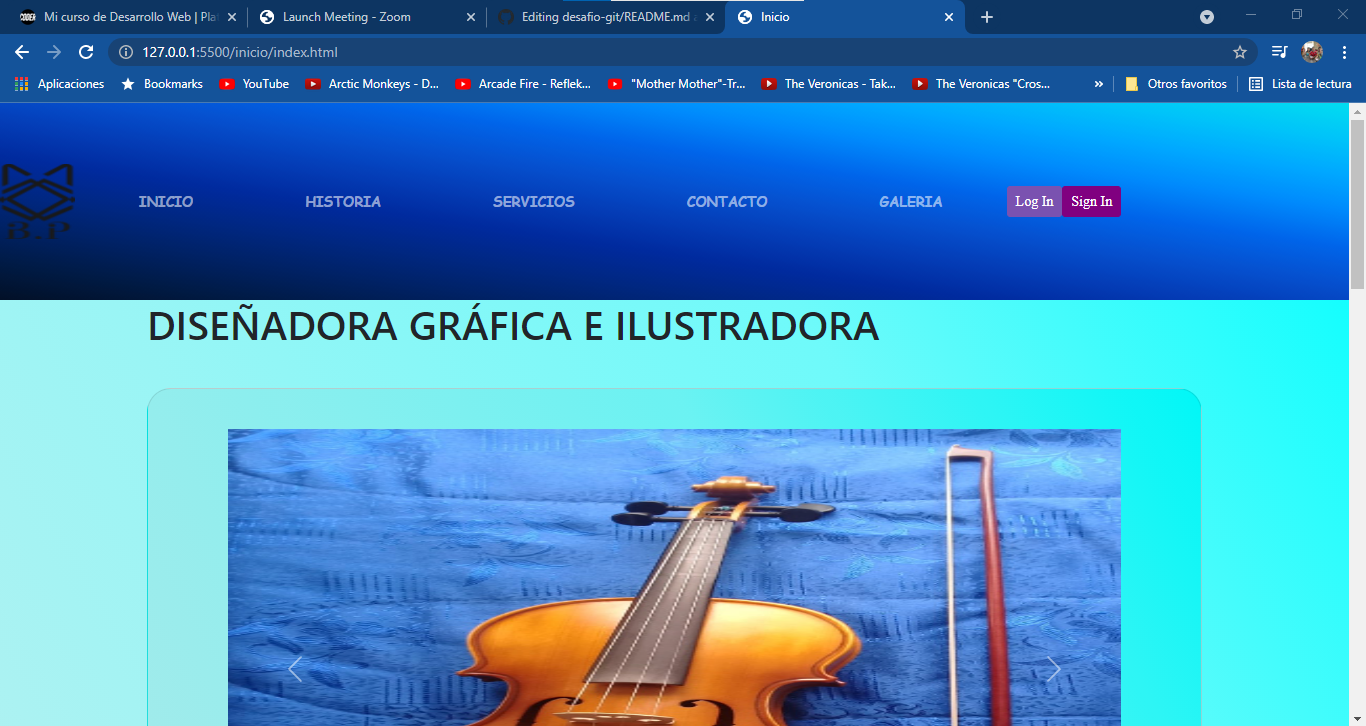 CODER Mi curso de Desarrollo Web | Plat
Launch Meeting - Zoom
Editing desafio-git/README.md a
Inicio
127.0.0.1:5500/inicio/index.html
Aplicaciones
Bookmarks
YouTube
Arctic Monkeys - D...
Arcade Fire - Reflek...
"Mother Mother"-Tr...
The Veronicas - Tak...
The Veronicas "Cros...
»
Otros favoritos
Lista de lectura
B.P
INICIO
HISTORIA
SERVICIOS
CONTACTO
GALERIA
Log In
Sign In
DISEÑADORA GRÁFICA E ILUSTRADORA